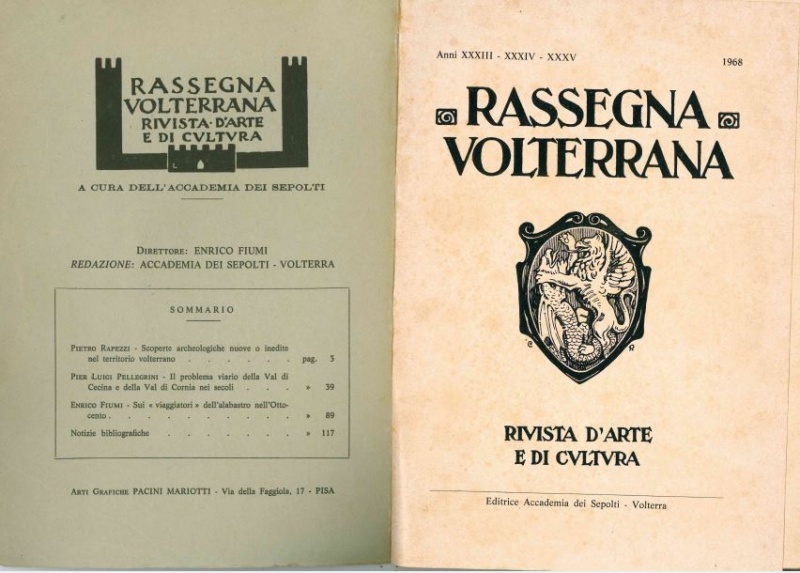 RASSEGNA
VOLTERRANA
RIVISTA · D'ARTE
E DI CVLTVRA
A CURA DELL'ACCADEMIA DEI SEPOLTI
DIRETTORE: ENRICO FIUMI
REDAZIONE: ACCADEMIA DEI SEPOLTI - VOLTERRA
SOMMARIO
PIETRO RAPEZZI - Scoperte archeologiche nuove o inedite
nel territorio volterrano . . . . . . pag. 3
PIER LUIGI PELLEGRINI - Il problema viario della Val di
Cecina e della Val di Cornia nei secoli . . . » 39
ENRICO FIUMI - Sui « viaggiatori » dell'alabastro nell'Otto-
cento . . . . . . . . . . » 89
Notizie bibliografiche . . . . . . . » 117
ARTI GRAFICHE PACINI MARIOTTI - Via della Faggiola, 17 - PISA
Anni XXXIII - XXXIV - XXXV 1968
RASSEGNA
VOLTERRANA
RIVISTA D'ARTE
E DI CVLTVRA
Editrice Accademia dei Sepolti - Volterra